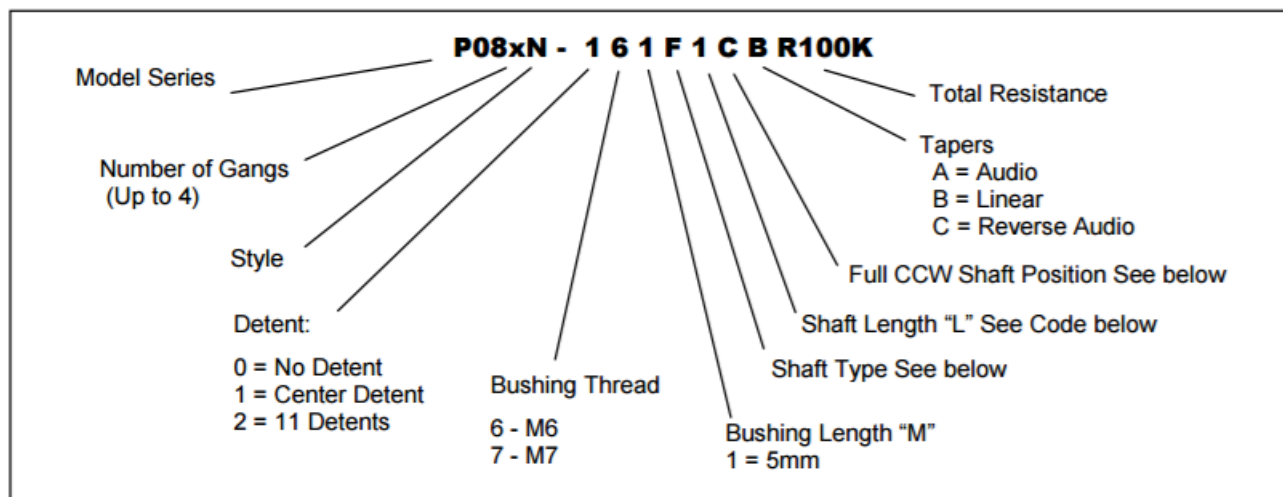 P08xN - 1 6 1 F 1 C B R100K
Model Series
Total Resistance
Number of Gangs
(Up to 4)
Tapers
A = Audio
B = Linear
C = Reverse Audio
Style
Full CCW Shaft Position See below
Detent:
0 = No Detent
1 = Center Detent
2 = 11 Detents
Shaft Length “L” See Code below
Bushing Thread
6 - M6
7 - M7
Shaft Type See below
Bushing Length “M”
1 = 5mm